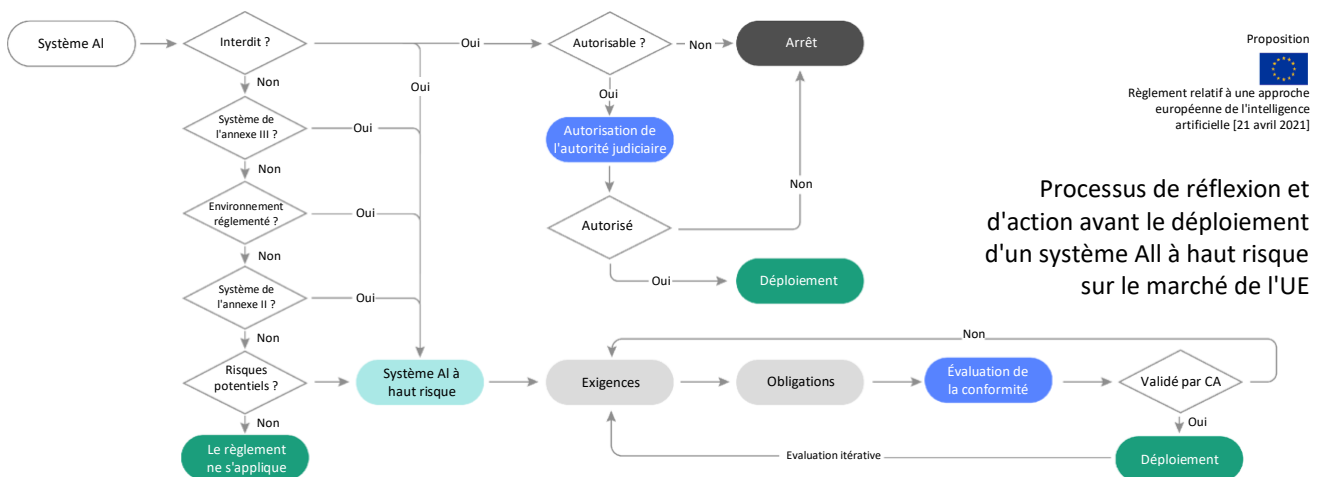 Système AI
Interdit ?
Oui
Autorisable ?
Non
Arrêt
Proposition
Règlement relatif à une approche
européenne de l'intelligence
artificielle [21 avril 2021]
Non
Oui
Oui
Système de
l'annexe III ?
Oui
Autorisation de
l'autorité judiciaire
Non
Non
Processus de réflexion et
d'action avant le déploiement
d'un système All à haut risque
sur le marché de l'UE
Environnement
réglementé ?
Oui
Autorisé
Non
Système de
l'annexe II ?
Oui
Oui
Déploiement
Non
Non
Risques
potentiels ?
Système AI à
haut risque
Exigences
Obligations
Évaluation de
la conformité
Validé par CA
Non
Oui
Le règlement
ne s'applique
Evaluation itérative
Déploiement